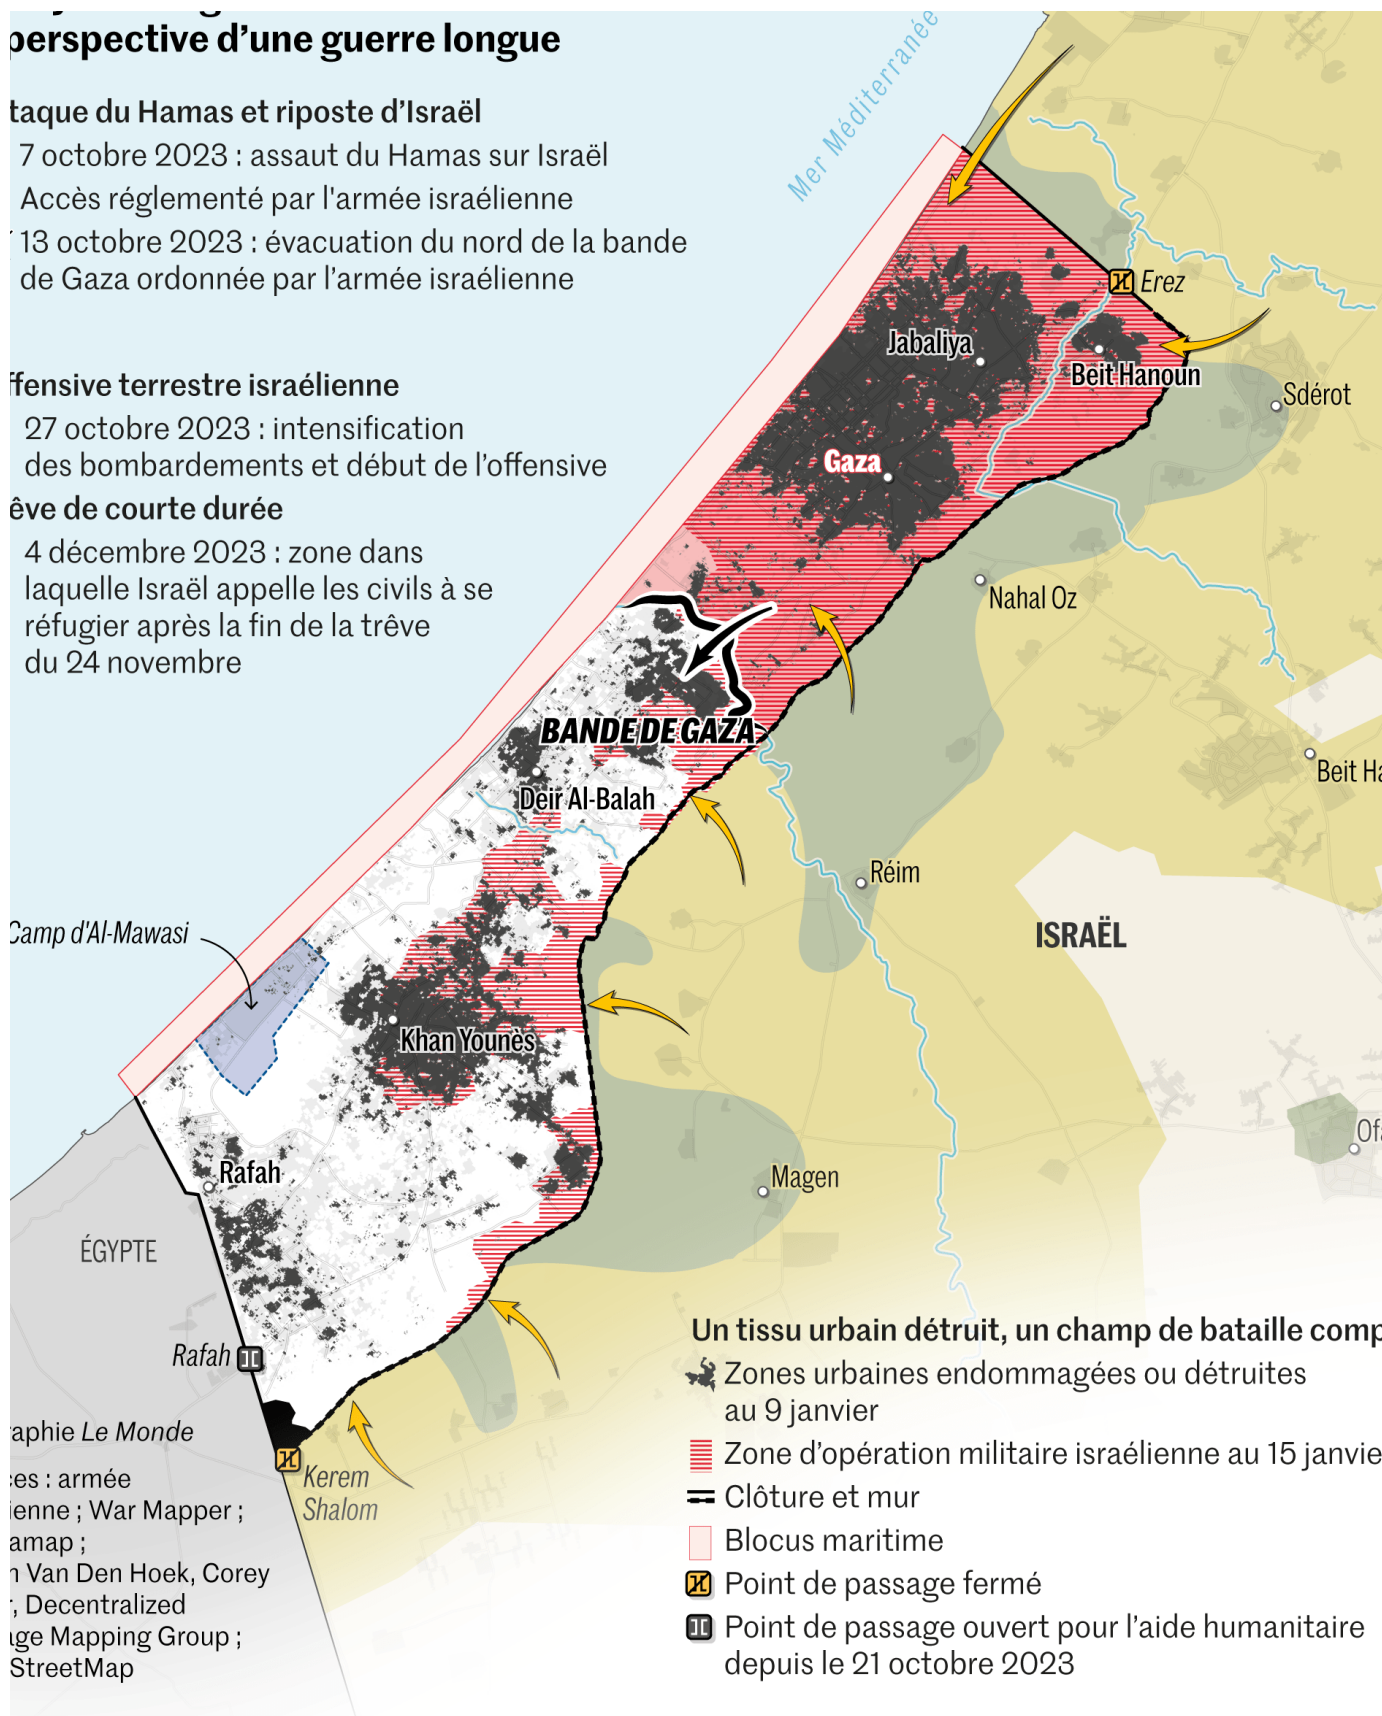 perspective d’une guerre longue
taque du Hamas et riposte d’Israël
7 octobre 2023 : assaut du Hamas sur Israël
Accès réglementé par l'armée israélienne
13 octobre 2023 : évacuation du nord de la bande
de Gaza ordonnée par l’armée israélienne
ffensive terrestre israélienne
27 octobre 2023 : intensification
des bombardements et début de l’offensive
êve de courte durée
4 décembre 2023 : zone dans
laquelle Israël appelle les civils à se
réfugier après la fin de la trêve
du 24 novembre
Mer Méditerranée
Erez
Jabaliya
Beit Hanoun
Sdérot
Gaza
Nahal Oz
BANDE DE GAZA
Beit Ha
Deir Al-Balah
Réim
Camp d'Al-Mawasi
ISRAËL
Khan Younès
Ofa
Rafah
Magen
ÉGYPTE
Rafah
Kerem
Shalom
Un tissu urbain détruit, un champ de bataille comp
Zones urbaines endommagées ou détruites
au 9 janvier
Zone d’opération militaire israélienne au 15 janvie
Clôture et mur
Blocus maritime
Point de passage fermé
Point de passage ouvert pour l’aide humanitaire
depuis le 21 octobre 2023
raphie Le Monde
ces : armée
ienne ; War Mapper ;
amap ;
n Van Den Hoek, Corey
r, Decentralized
age Mapping Group ;
StreetMap